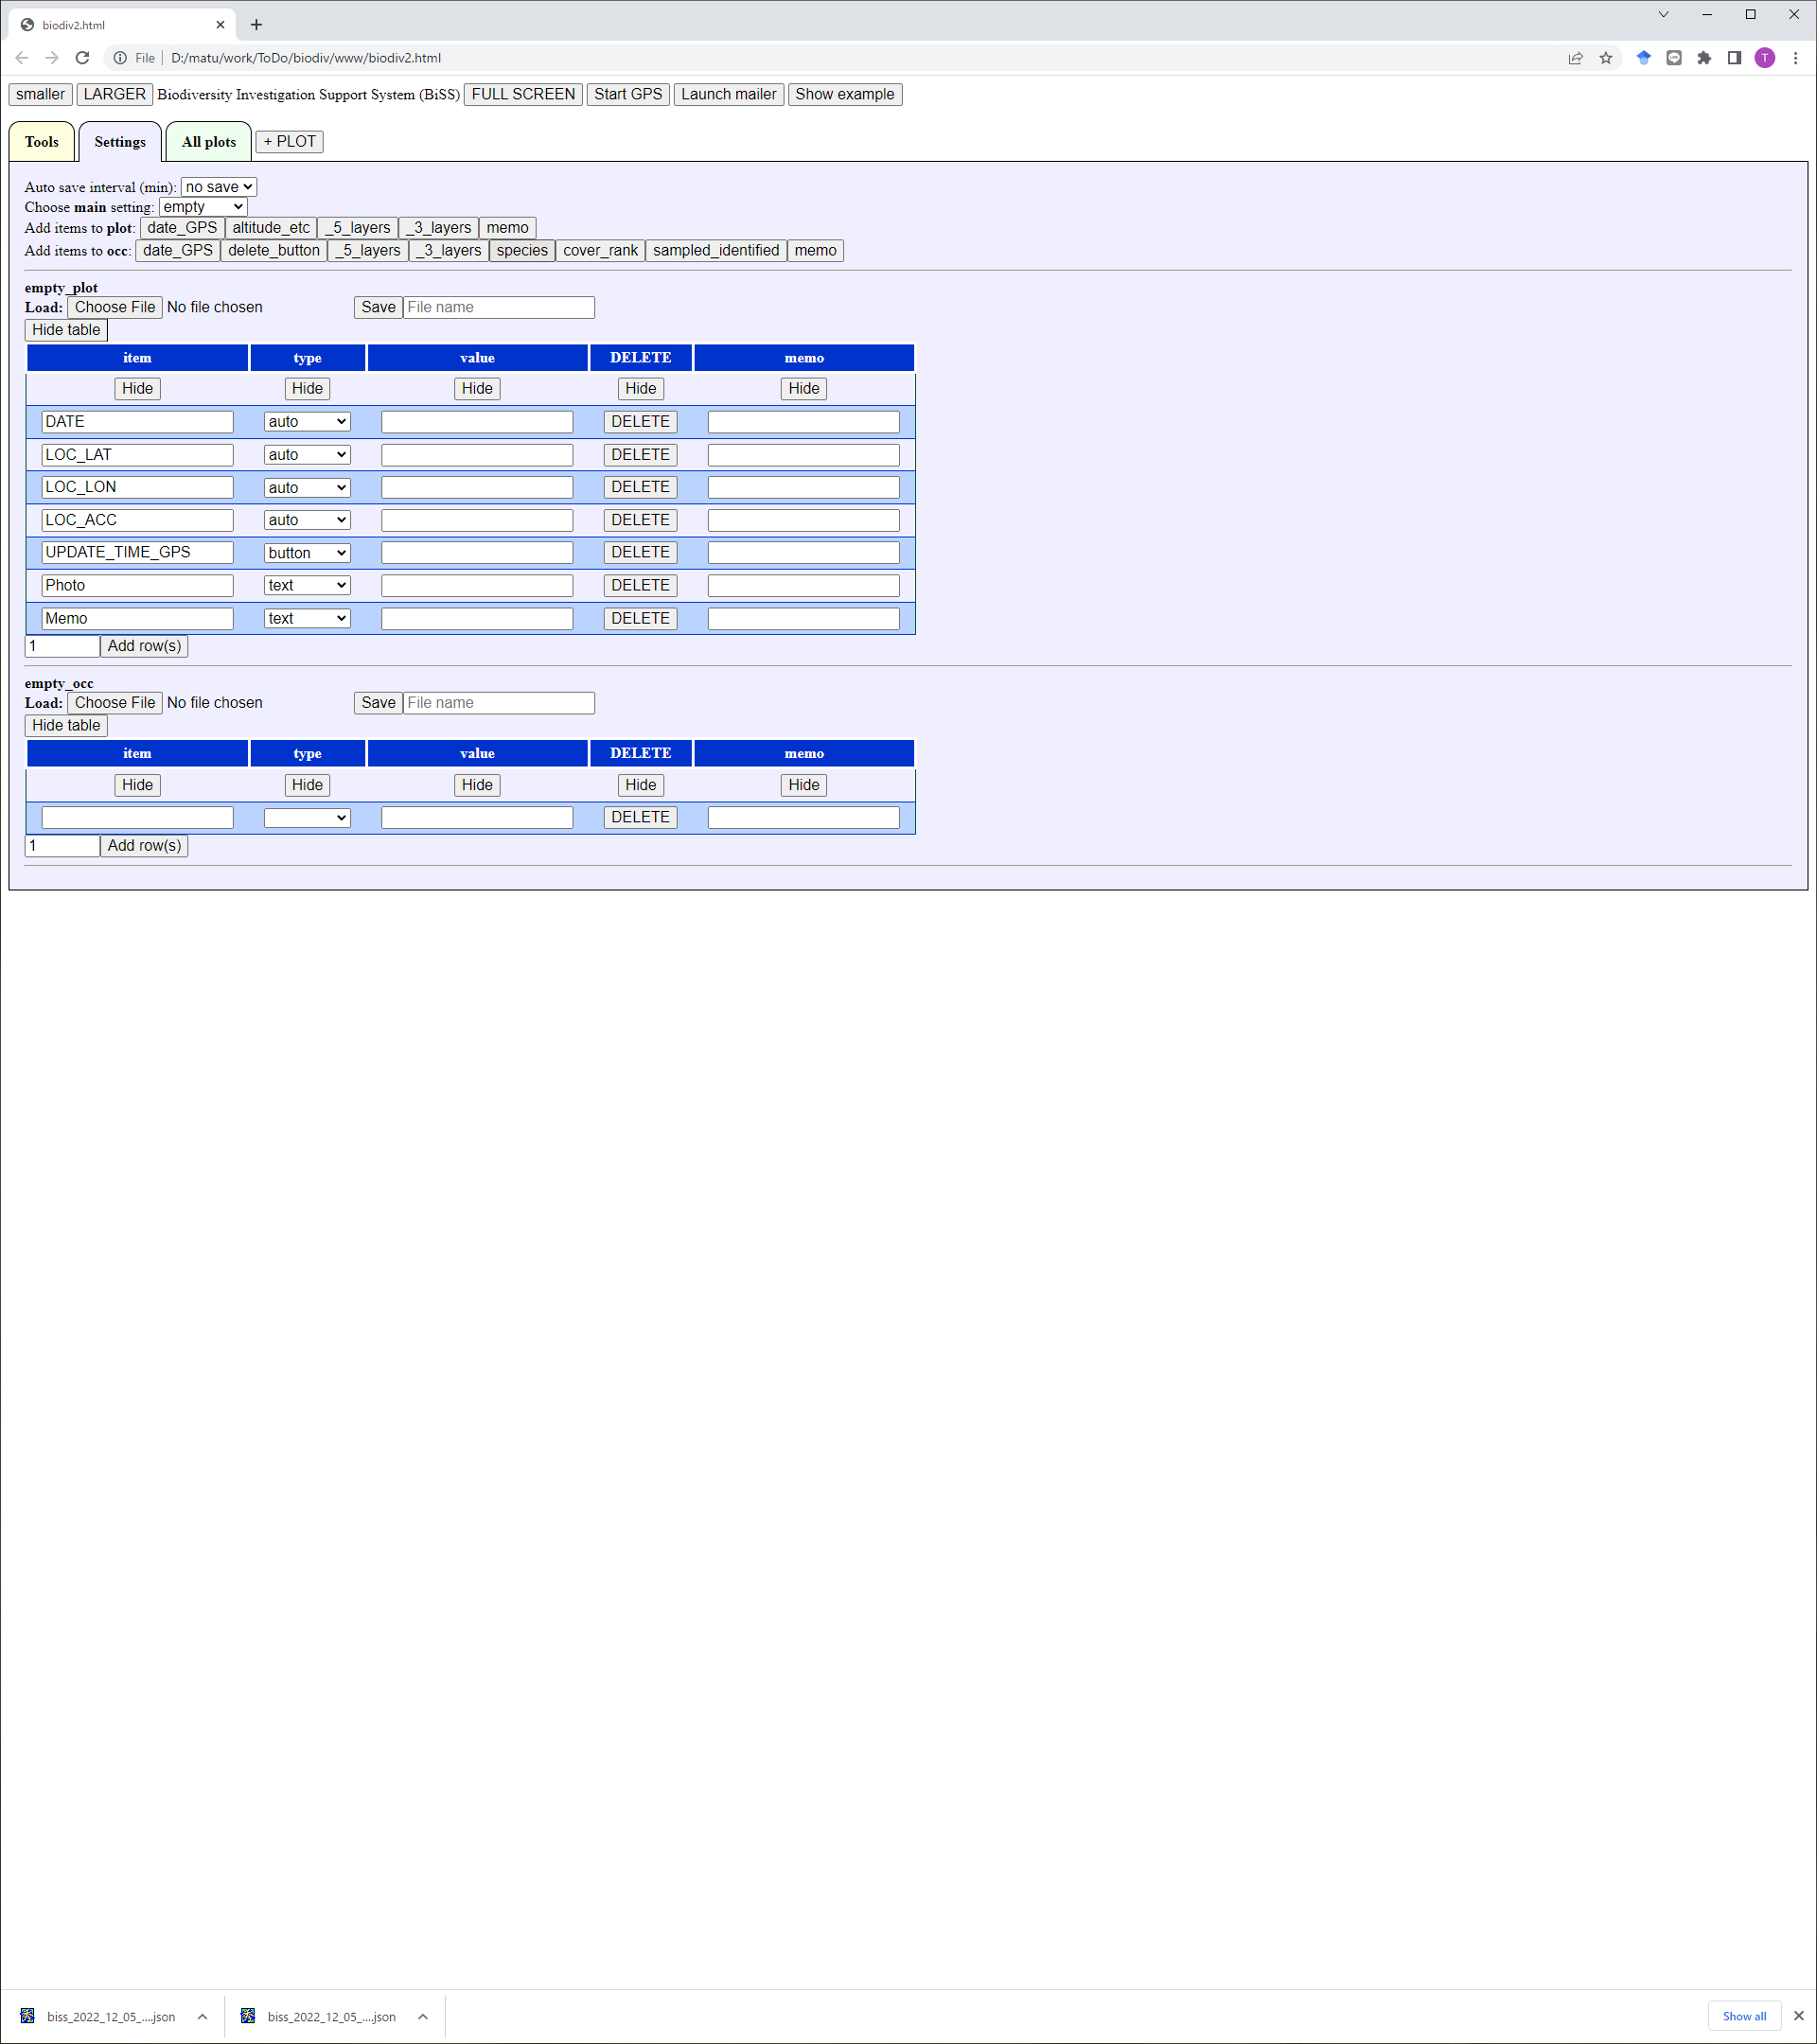 biodiv2.html
File D:/matu/work/ToDo/biodiv/www/biodiv2.html
T
smaller LARGER Biodiversity Investigation Support System (BiSS) FULL SCREEN Start GPS Launch mailer Show example
Tools Settings All plots + PLOT
Auto save interval (min): no save
Choose main setting: empty
Add items to plot: date_GPS altitude_etc _5_layers _3_layers memo
Add items to occ: date_GPS delete_button _5_layers _3_layers species cover_rank sampled_identified memo
empty_plot
Load: Choose File No file chosen Save File name
Hide table
item type value DELETE memo
Hide Hide Hide Hide Hide
DATE auto DELETE
LOC_LAT auto DELETE
LOC_LON auto DELETE
LOC_ACC auto DELETE
UPDATE_TIME_GPS button DELETE
Photo text DELETE
Memo text DELETE
1 Add row(s)
empty_occ
Load: Choose File No file chosen Save File name
Hide table
item type value DELETE memo
Hide Hide Hide Hide Hide
DELETE
1 Add row(s)
biss_2022_12_05_....json biss_2022_12_05_....json Show all